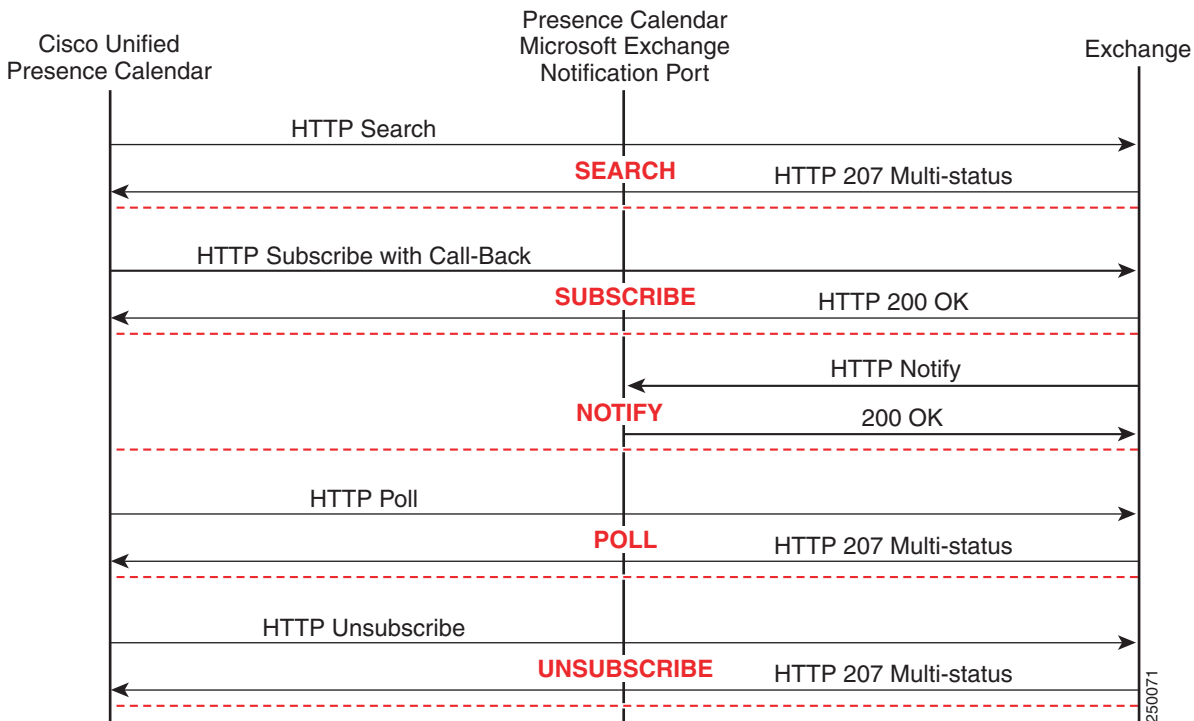 Cisco Unified
Presence Calendar
Presence Calendar
Microsoft Exchange
Notification Port
Exchange
HTTP Search
SEARCH
HTTP 207 Multi-status
HTTP Subscribe with Call-Back
SUBSCRIBE
HTTP 200 OK
HTTP Notify
NOTIFY
200 OK
HTTP Poll
POLL
HTTP 207 Multi-status
HTTP Unsubscribe
UNSUBSCRIBE
HTTP 207 Multi-status
250071